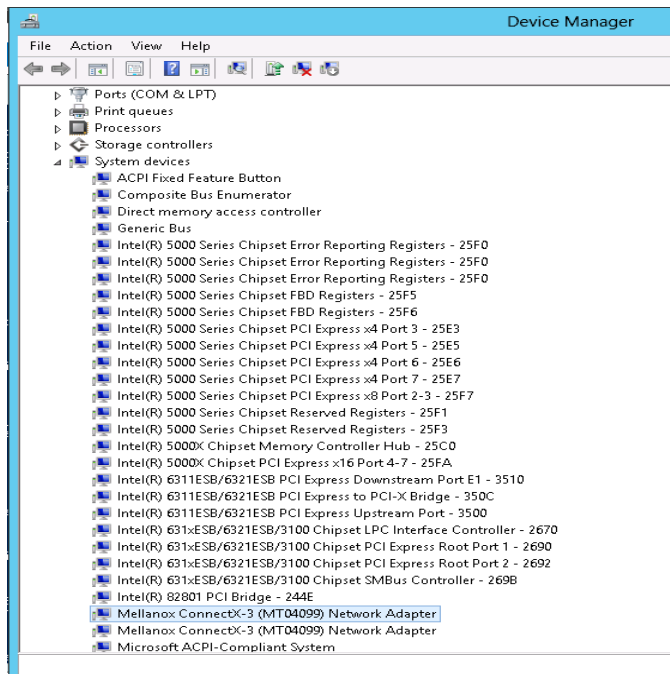 Device Manager
File Action View Help
Ports (COM & LPT)
Print queues
Processors
Storage controllers
System devices
ACPI Fixed Feature Button
Composite Bus Enumerator
Direct memory access controller
Generic Bus
Intel(R) 5000 Series Chipset Error Reporting Registers - 25F0
Intel(R) 5000 Series Chipset Error Reporting Registers - 25F0
Intel(R) 5000 Series Chipset Error Reporting Registers - 25F0
Intel(R) 5000 Series Chipset FBD Registers - 25F5
Intel(R) 5000 Series Chipset FBD Registers - 25F6
Intel(R) 5000 Series Chipset PCI Express x4 Port 3 - 25E3
Intel(R) 5000 Series Chipset PCI Express x4 Port 5 - 25E5
Intel(R) 5000 Series Chipset PCI Express x4 Port 6 - 25E6
Intel(R) 5000 Series Chipset PCI Express x4 Port 7 - 25E7
Intel(R) 5000 Series Chipset PCI Express x8 Port 2-3 - 25F7
Intel(R) 5000 Series Chipset Reserved Registers - 25F1
Intel(R) 5000 Series Chipset Reserved Registers - 25F3
Intel(R) 5000X Chipset Memory Controller Hub - 25C0
Intel(R) 5000X Chipset PCI Express x16 Port 4-7 - 25FA
Intel(R) 6311ESB/6321ESB PCI Express Downstream Port E1 - 3510
Intel(R) 6311ESB/6321ESB PCI Express to PCI-X Bridge - 350C
Intel(R) 6311ESB/6321ESB PCI Express Upstream Port - 3500
Intel(R) 631xESB/6321ESB/3100 Chipset LPC Interface Controller - 2670
Intel(R) 631xESB/6321ESB/3100 Chipset PCI Express Root Port 1 - 2690
Intel(R) 631xESB/6321ESB/3100 Chipset PCI Express Root Port 2 - 2692
Intel(R) 631xESB/6321ESB/3100 Chipset SMBus Controller - 269B
Intel(R) 82801 PCI Bridge - 244E
Mellanox ConnectX-3 (MT04099) Network Adapter
Mellanox ConnectX-3 (MT04099) Network Adapter
Microsoft ACPI-Compliant System